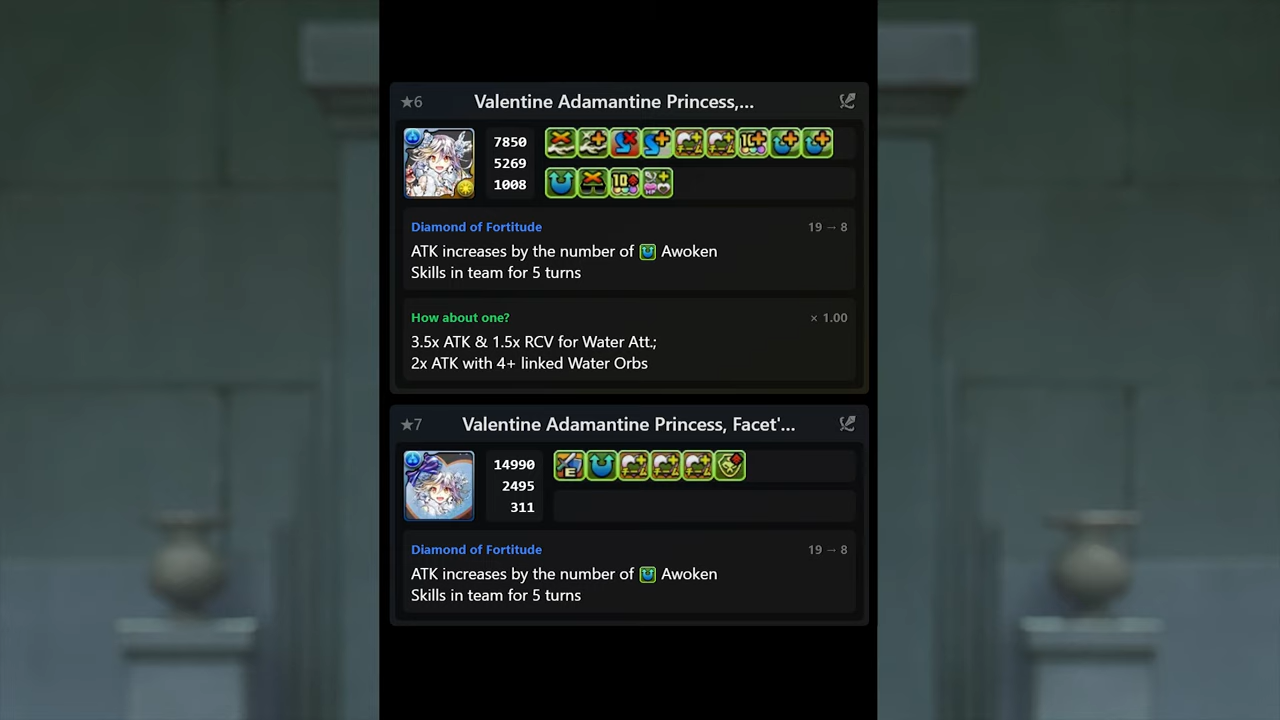 ★6 Valentine Adamantine Princess,...
7850
5269
1008
Diamond of Fortitude 19 → 8
ATK increases by the number of Awoken
Skills in team for 5 turns
How about one? × 1.00
3.5x ATK & 1.5x RCV for Water Att.;
2x ATK with 4+ linked Water Orbs
★7 Valentine Adamantine Princess, Facet'...
14990
2495
311
Diamond of Fortitude 19 → 8
ATK increases by the number of Awoken
Skills in team for 5 turns